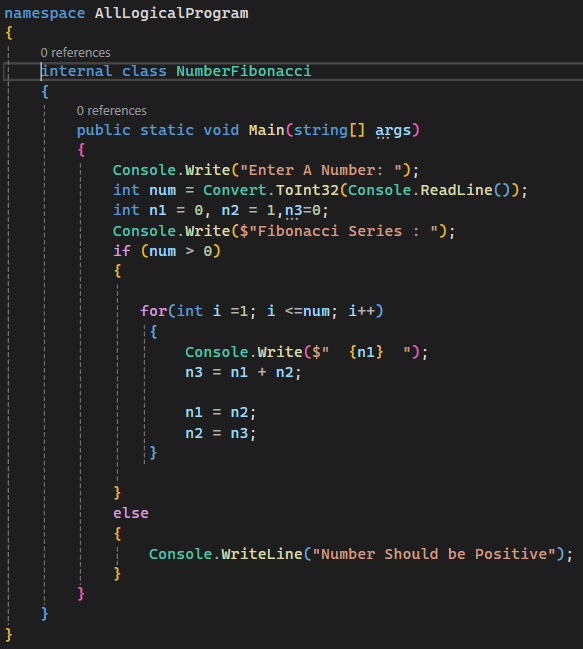 namespace AllLogicalProgram
{
0 references
internal class NumberFibonacci
{
0 references
public static void Main(string[] args)
{
Console.Write("Enter A Number: ");
int num = Convert.ToInt32(Console.ReadLine());
int n1 = 0, n2 = 1,n3=0;
Console.Write($"Fibonacci Series : ");
if (num > 0)
{
for(int i =1; i <=num; i++)
{
Console.Write($"  {n1}  ");
n3 = n1 + n2;
n1 = n2;
n2 = n3;
}
}
else
{
Console.WriteLine("Number Should be Positive");
}
}
}
}